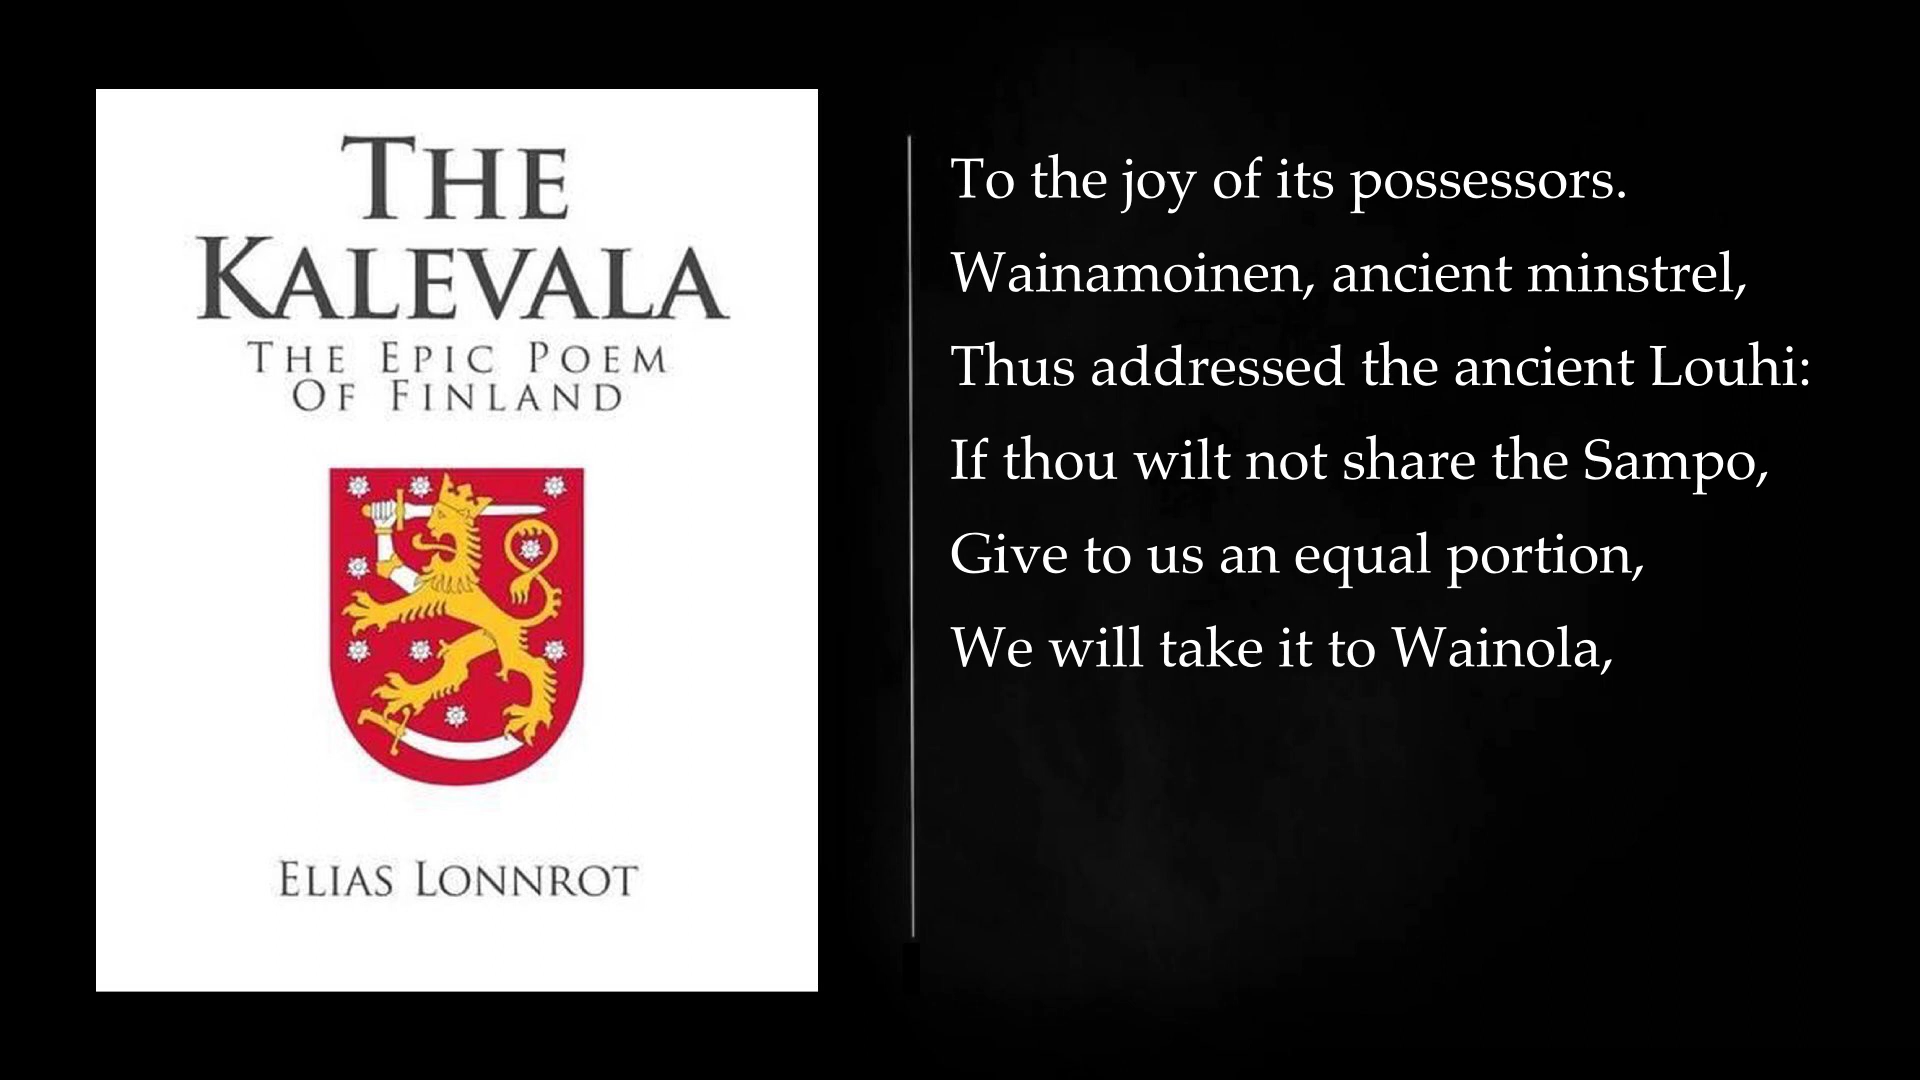 THE
KALEVALA
THE EPIC POEM
OF FINLAND
ELIAS LONNROT
To the joy of its possessors.
Wainamoinen, ancient minstrel,
Thus addressed the ancient Louhi:
If thou wilt not share the Sampo,
Give to us an equal portion,
We will take it to Wainola,